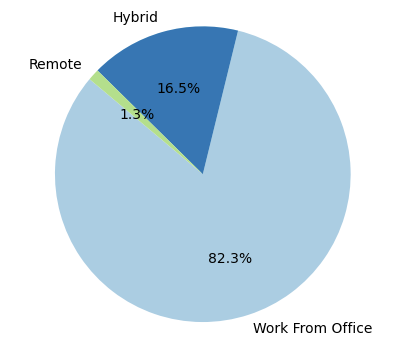 Hybrid
Remote
16.5%
1.3%
82.3%
Work From Office